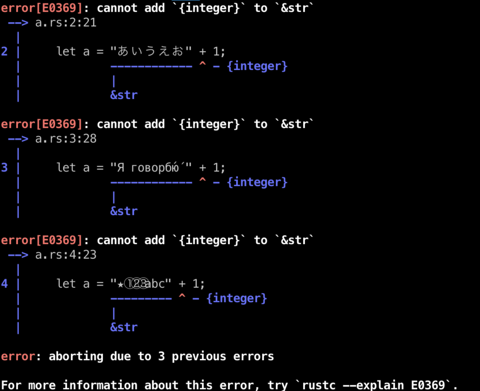 error[E0369]: cannot add `{integer}` to `&str`
 --> a.rs:2:21
  |
2 |     let a = "あいうえお" + 1;
  |             ------------ ^ - {integer}
  |             |
  |             &str

error[E0369]: cannot add `{integer}` to `&str`
 --> a.rs:3:28
  |
3 |     let a = "Я говорбю́´" + 1;
  |             ------------ ^ - {integer}
  |             |
  |             &str

error[E0369]: cannot add `{integer}` to `&str`
 --> a.rs:4:23
  |
4 |     let a = "★①②③abc" + 1;
  |             --------- ^ - {integer}
  |             |
  |             &str

error: aborting due to 3 previous errors

For more information about this error, try `rustc --explain E0369`.